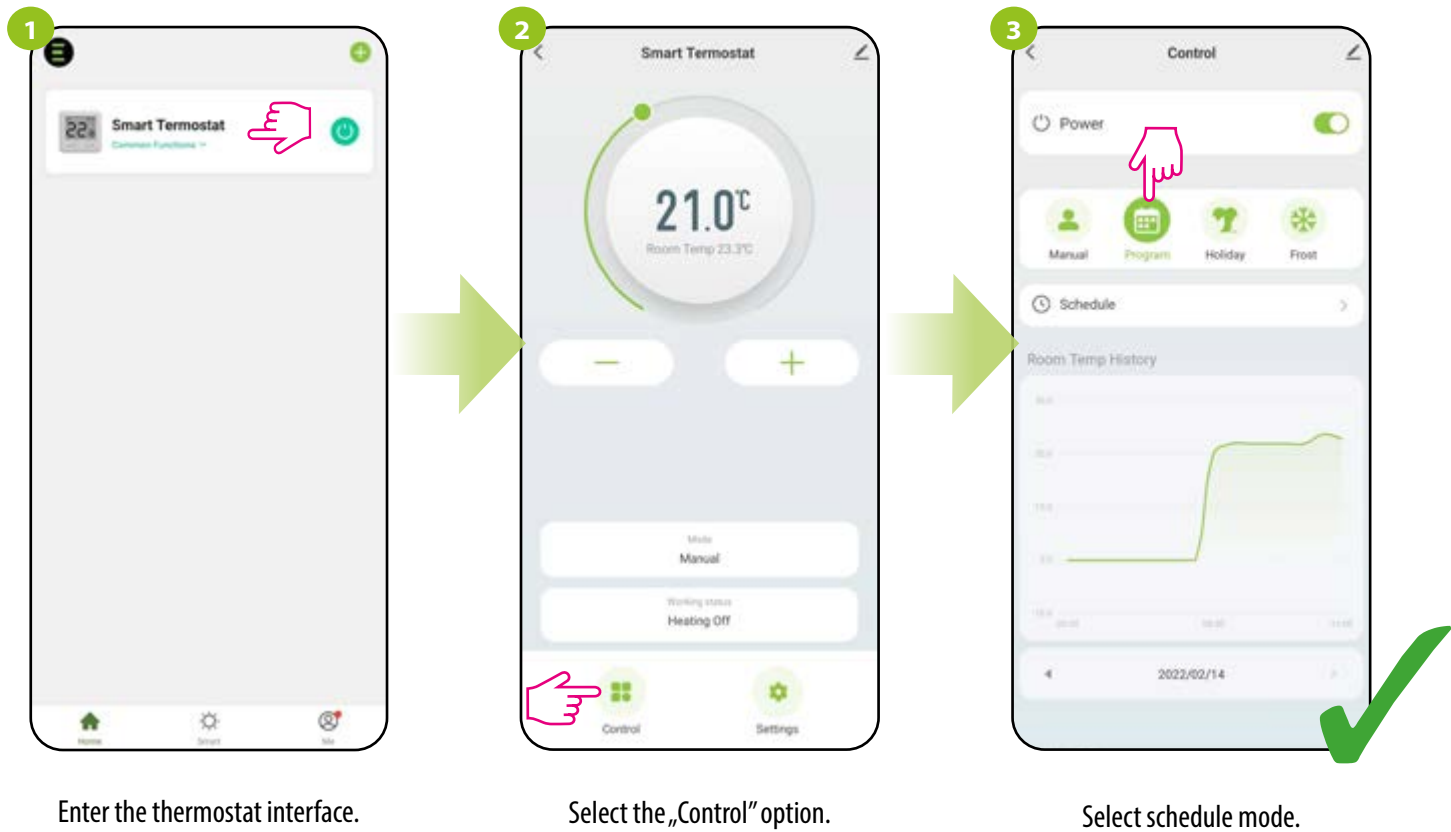 1
Smart Termostat
Common Functions
Home
Smart
Me
Enter the thermostat interface.
2
Smart Termostat
21.0°C
Room Temp 23.3°C
Mode
Manual
Working status
Heating Off
Control
Settings
Select the „Control” option.
3
Control
Power
Manual
Program
Holiday
Frost
Schedule
Room Temp History
2022/02/14
Select schedule mode.